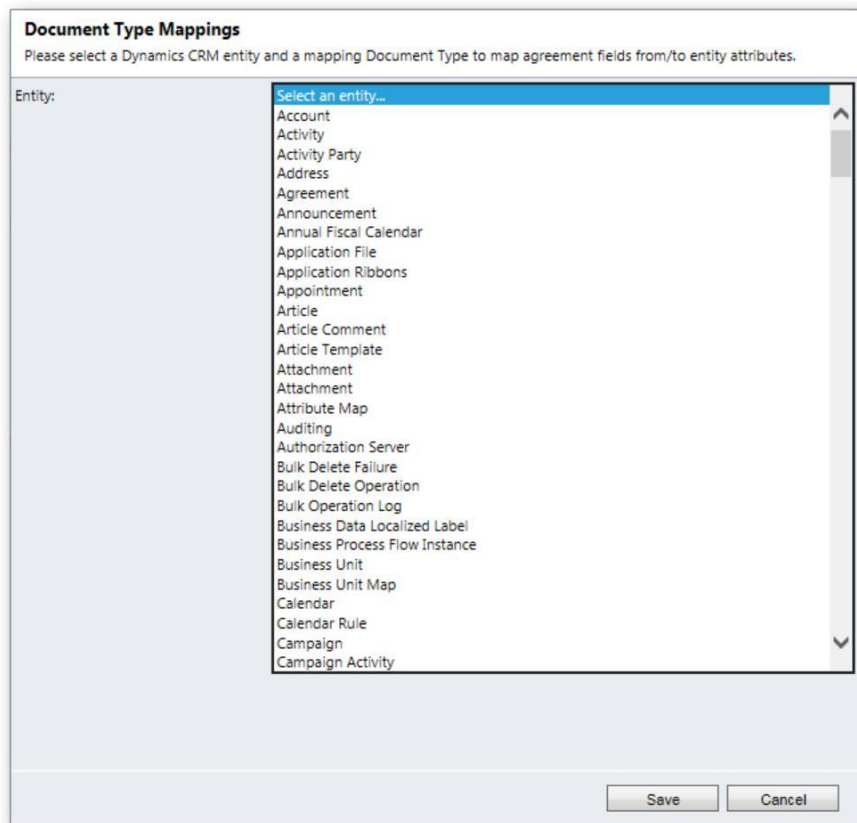 Document Type Mappings
Please select a Dynamics CRM entity and a mapping Document Type to map agreement fields from/to entity attributes.
Entity:
Select an entity...
Account
Activity
Activity Party
Address
Agreement
Announcement
Annual Fiscal Calendar
Application File
Application Ribbons
Appointment
Article
Article Comment
Article Template
Attachment
Attachment
Attribute Map
Auditing
Authorization Server
Bulk Delete Failure
Bulk Delete Operation
Bulk Operation Log
Business Data Localized Label
Business Process Flow Instance
Business Unit
Business Unit Map
Calendar
Calendar Rule
Campaign
Campaign Activity
Save
Cancel